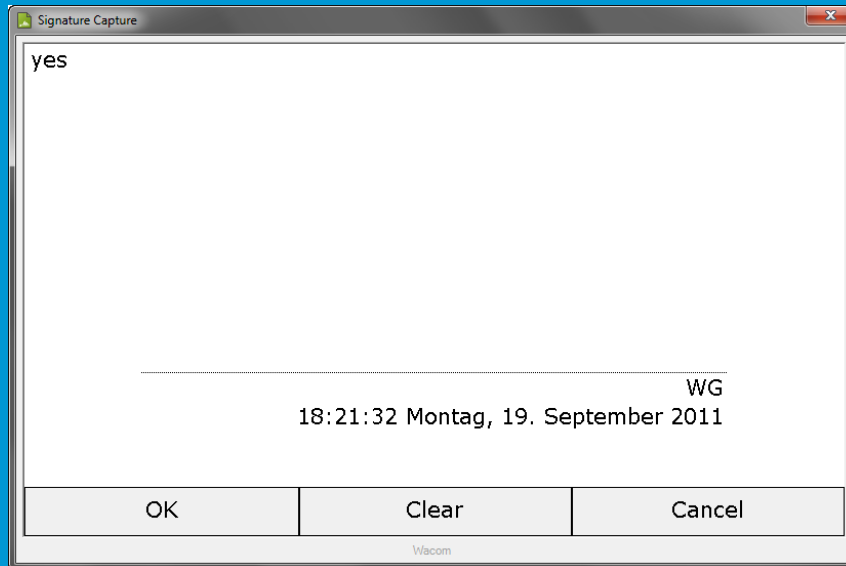 Signature Capture
yes
WG
18:21:32 Montag, 19. September 2011
OK Clear Cancel
Wacom